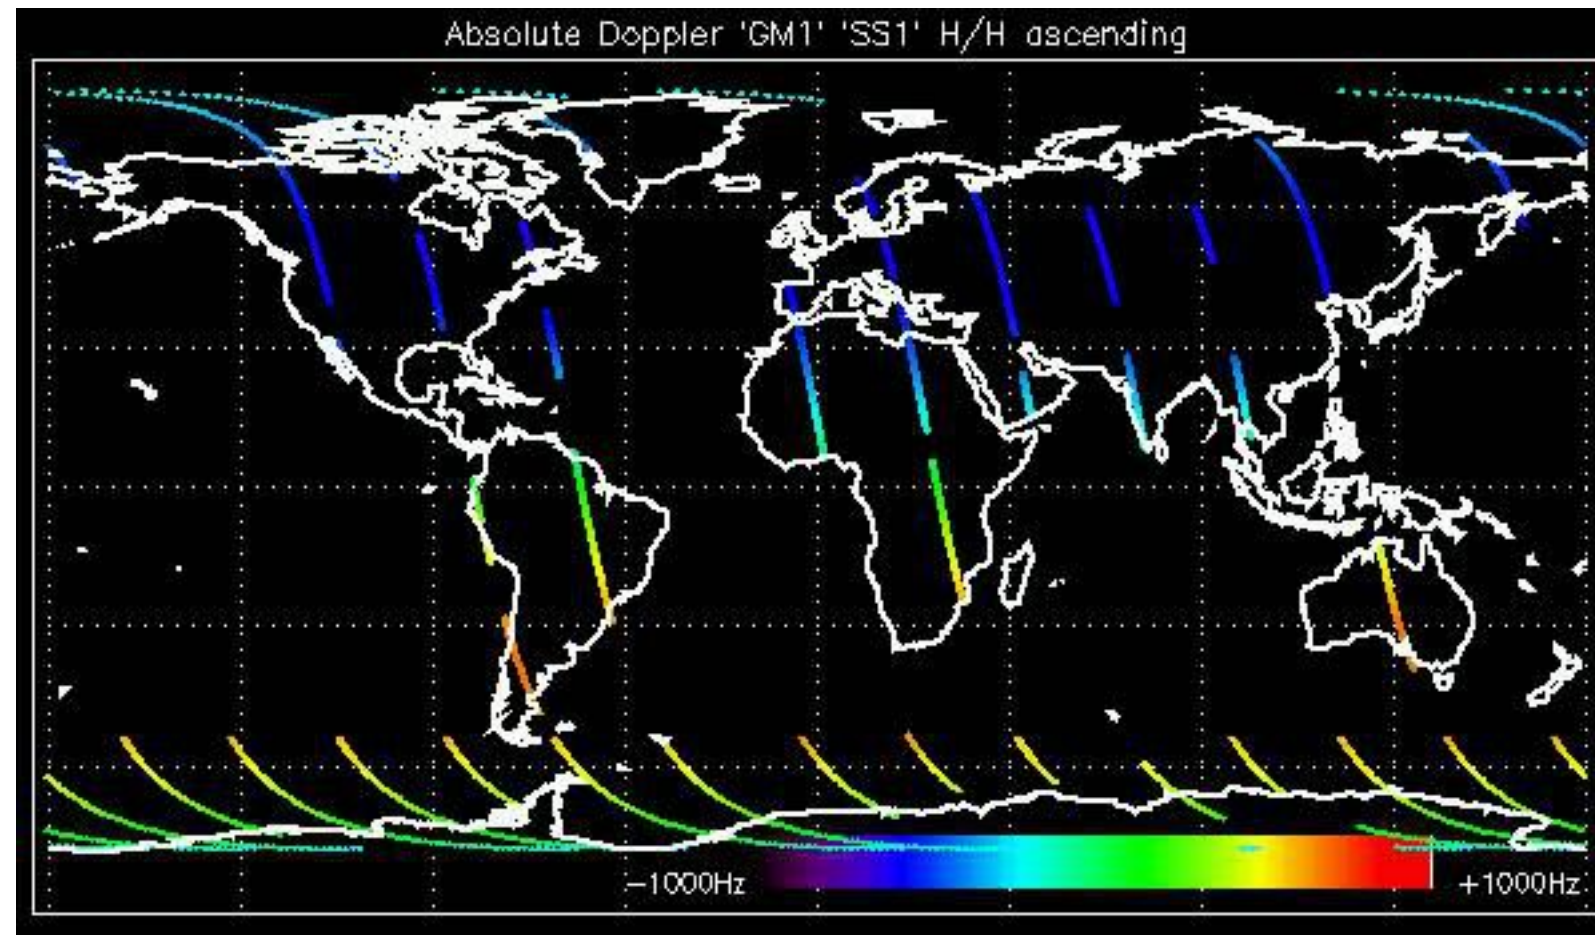 Absolute Doppler 'GM1' 'SS1' H/H ascending
−1000Hz +1000Hz